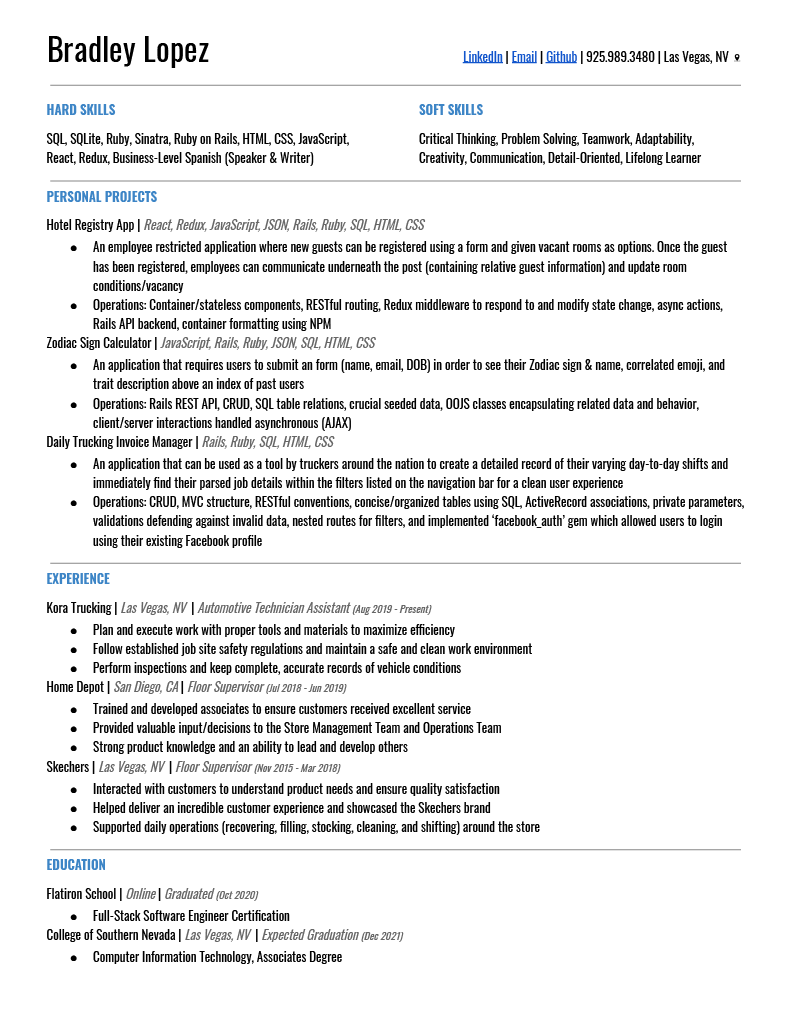 Bradley Lopez
LinkedIn | Email | Github | 925.989.3480 | Las Vegas, NV
HARD SKILLS
SQL, SQLite, Ruby, Sinatra, Ruby on Rails, HTML, CSS, JavaScript,
React, Redux, Business-Level Spanish (Speaker & Writer)
SOFT SKILLS
Critical Thinking, Problem Solving, Teamwork, Adaptability,
Creativity, Communication, Detail-Oriented, Lifelong Learner
PERSONAL PROJECTS
Hotel Registry App | React, Redux, JavaScript, JSON, Rails, Ruby, SQL, HTML, CSS
● An employee restricted application where new guests can be registered using a form and given vacant rooms as options. Once the guest
has been registered, employees can communicate underneath the post (containing relative guest information) and update room
conditions/vacancy
● Operations: Container/stateless components, RESTful routing, Redux middleware to respond to and modify state change, async actions,
Rails API backend, container formatting using NPM
Zodiac Sign Calculator | JavaScript, Rails, Ruby, JSON, SQL, HTML, CSS
● An application that requires users to submit an form (name, email, DOB) in order to see their Zodiac sign & name, correlated emoji, and
trait description above an index of past users
● Operations: Rails REST API, CRUD, SQL table relations, crucial seeded data, OOJS classes encapsulating related data and behavior,
client/server interactions handled asynchronous (AJAX)
Daily Trucking Invoice Manager | Rails, Ruby, SQL, HTML, CSS
● An application that can be used as a tool by truckers around the nation to create a detailed record of their varying day-to-day shifts and
immediately find their parsed job details within the filters listed on the navigation bar for a clean user experience
● Operations: CRUD, MVC structure, RESTful conventions, concise/organized tables using SQL, ActiveRecord associations, private parameters,
validations defending against invalid data, nested routes for filters, and implemented ‘facebook_auth’ gem which allowed users to login
using their existing Facebook profile
EXPERIENCE
Kora Trucking | Las Vegas, NV | Automotive Technician Assistant (Aug 2019 - Present)
● Plan and execute work with proper tools and materials to maximize efficiency
● Follow established job site safety regulations and maintain a safe and clean work environment
● Perform inspections and keep complete, accurate records of vehicle conditions
Home Depot | San Diego, CA | Floor Supervisor (Jul 2018 - Jun 2019)
● Trained and developed associates to ensure customers received excellent service
● Provided valuable input/decisions to the Store Management Team and Operations Team
● Strong product knowledge and an ability to lead and develop others
Skechers | Las Vegas, NV | Floor Supervisor (Nov 2015 - Mar 2018)
● Interacted with customers to understand product needs and ensure quality satisfaction
● Helped deliver an incredible customer experience and showcased the Skechers brand
● Supported daily operations (recovering, filling, stocking, cleaning, and shifting) around the store
EDUCATION
Flatiron School | Online | Graduated (Oct 2020)
● Full-Stack Software Engineer Certification
College of Southern Nevada | Las Vegas, NV | Expected Graduation (Dec 2021)
● Computer Information Technology, Associates Degree